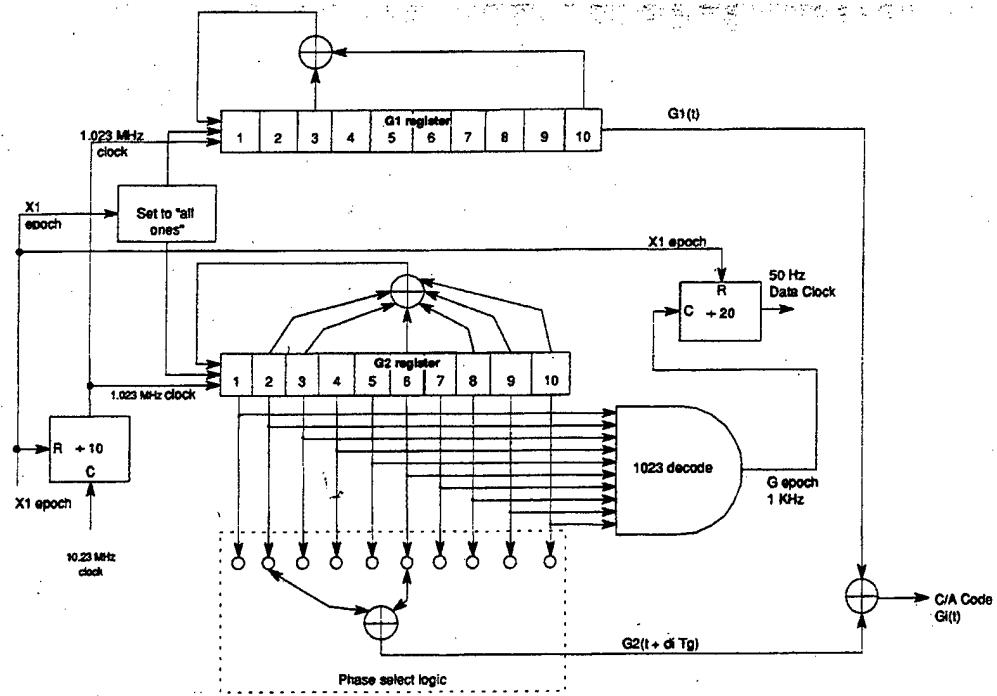 G1(t)
G1 register
1 2 3 4 5 6 7 8 9 10
1.023 MHz
clock
X1
epoch
Set to "all
ones"
X1 epoch
50 Hz
Data Clock
R
C ÷ 20
G2 register
1 2 3 4 5 6 7 8 9 10
1.023 MHz clock
R ÷ 10
C
1023 decode
G epoch
1 KHz
X1 epoch
10.23 MHz
clock
C/A Code
Gi(t)
G2(t + di Tg)
Phase select logic